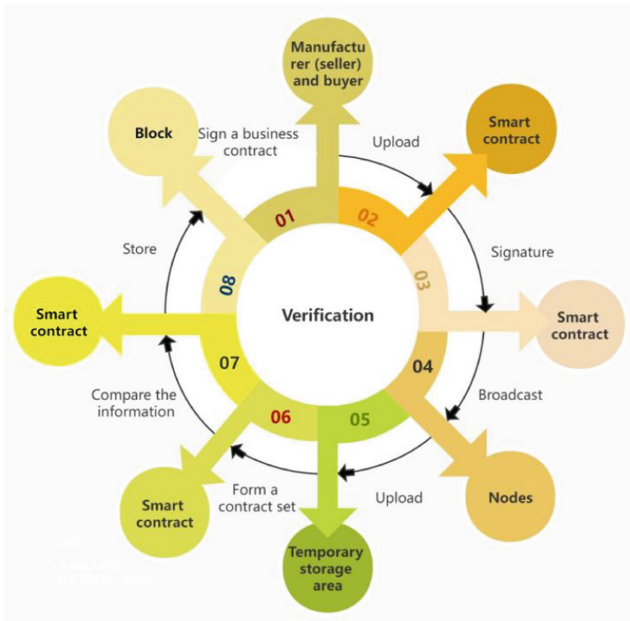 Manufactu
rer (seller)
and buyer
Sign a business
contract
01
Upload
02
Smart
contract
Signature
03
Smart
contract
Broadcast
04
Nodes
Upload
05
Temporary
storage
area
Form a
contract set
06
Smart
contract
Compare the
information
07
Smart
contract
Store
08
Block
Verification